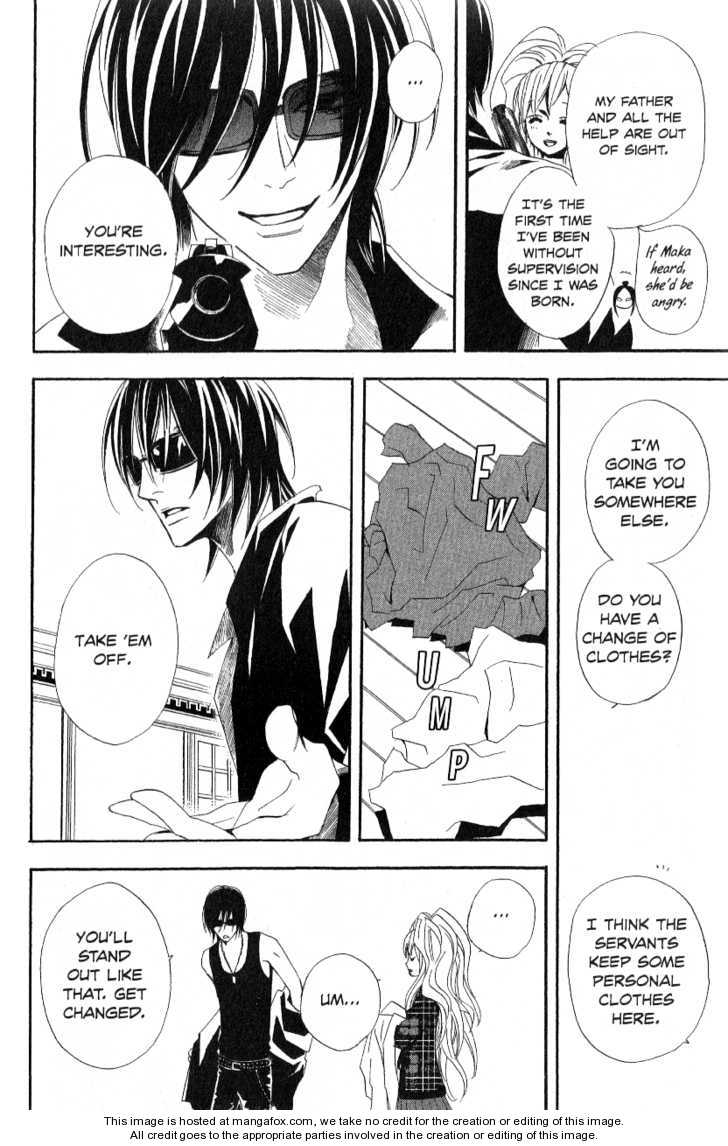 MY FATHER
AND ALL THE
HELP ARE OUT
OF SIGHT.
IT'S THE
FIRST TIME
I'VE BEEN
WITHOUT
SUPERVISION
SINCE I WAS
BORN.
If Maka
heard,
she'd be
angry.
...
YOU'RE
INTERESTING.
I'M
GOING TO
TAKE YOU
SOMEWHERE
ELSE.
DO YOU
HAVE A
CHANGE OF
CLOTHES?
I THINK THE
SERVANTS
KEEP SOME
PERSONAL
CLOTHES
HERE.
FWUMP
TAKE 'EM
OFF.
...
UM...
YOU'LL
STAND
OUT LIKE
THAT. GET
CHANGED.
This image is hosted at mangafox.com, we take no credit for the creation or editing of this image.
All credit goes to the appropriate parties involved in the creation or editing of this image.